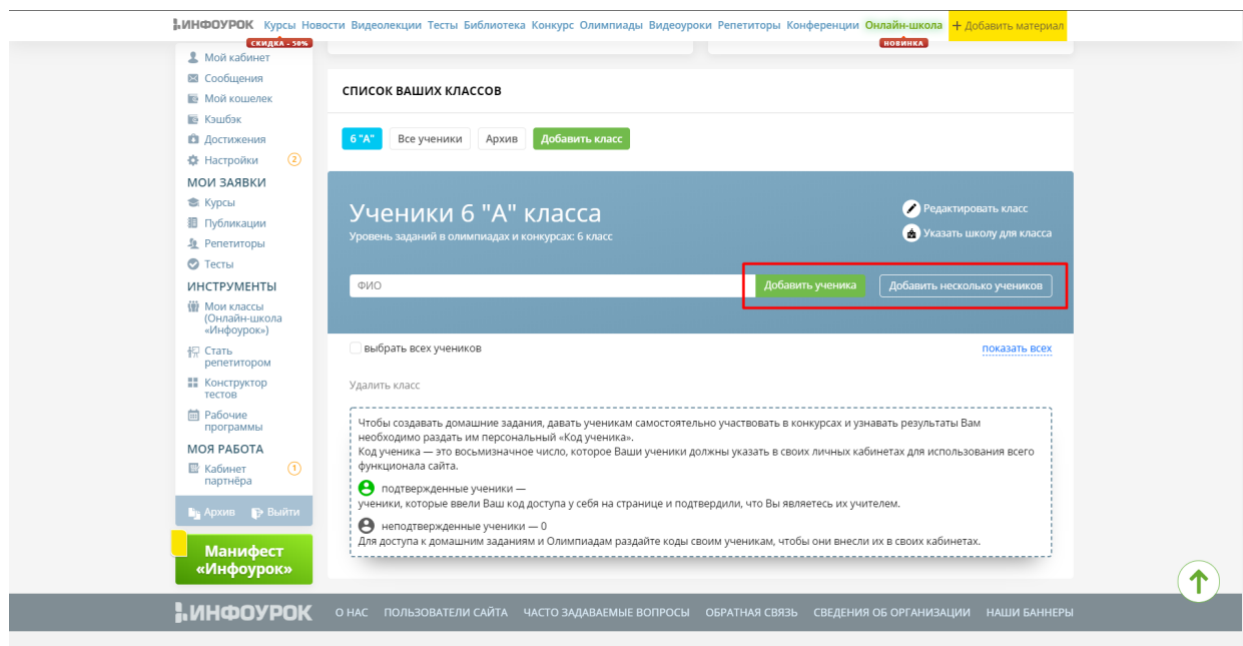 ИНФОУРОК Курсы Новости Видеолекции Тесты Библиотека Конкурс Олимпиады Видеоуроки Репетиторы Конференции Онлайн-школа + Добавить материал
СКИДКА - 50%
НОВИНКА
Мой кабинет
Сообщения
Мой кошелек
Кэшбэк
Достижения
Настройки 2
МОИ ЗАЯВКИ
Курсы
Публикации
Репетиторы
Тесты
ИНСТРУМЕНТЫ
Мои классы
(Онлайн-школа
«Инфоурок»)
Стать
репетитором
Конструктор
тестов
Рабочие
программы
МОЯ РАБОТА
Кабинет 1
партнёра
Архив Выйти
Манифест
«Инфоурок»
СПИСОК ВАШИХ КЛАССОВ
6 "А" Все ученики Архив Добавить класс
Ученики 6 "А" класса
Уровень заданий в олимпиадах и конкурсах: 6 класс
Редактировать класс
Указать школу для класса
ФИО Добавить ученика Добавить несколько учеников
выбрать всех учеников показать всех
Удалить класс
Чтобы создавать домашние задания, давать ученикам самостоятельно участвовать в конкурсах и узнавать результаты Вам
необходимо раздать им персональный «Код ученика».
Код ученика — это восьмизначное число, которое Ваши ученики должны указать в своих личных кабинетах для использования всего
функционала сайта.
подтвержденные ученики —
ученики, которые ввели Ваш код доступа у себя на странице и подтвердили, что Вы являетесь их учителем.
неподтвержденные ученики — 0
Для доступа к домашним заданиям и Олимпиадам раздайте коды своим ученикам, чтобы они внесли их в своих кабинетах.
ИНФОУРОК О НАС ПОЛЬЗОВАТЕЛИ САЙТА ЧАСТО ЗАДАВАЕМЫЕ ВОПРОСЫ ОБРАТНАЯ СВЯЗЬ СВЕДЕНИЯ ОБ ОРГАНИЗАЦИИ НАШИ БАННЕРЫ